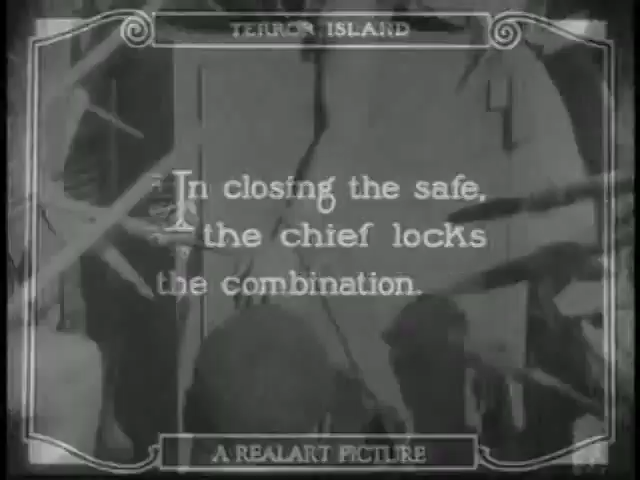 TERROR ISLAND
In closing the safe,
the chief locks
the combination.
A REALART PICTURE